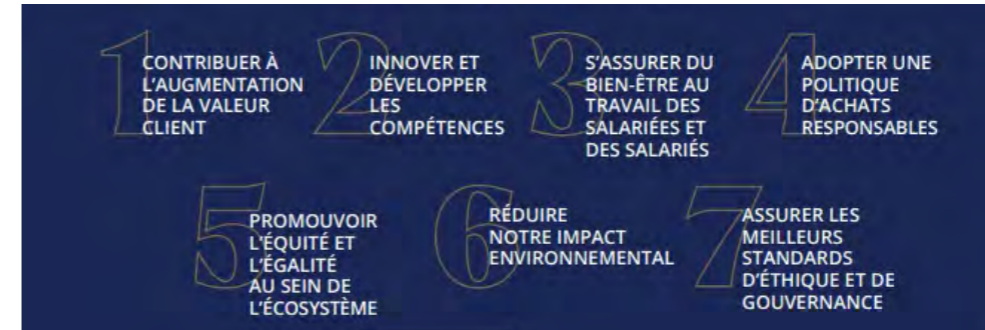 1
CONTRIBUER À
L'AUGMENTATION
DE LA VALEUR
CLIENT
2
INNOVER ET
DÉVELOPPER
LES
COMPÉTENCES
3
S'ASSURER DU
BIEN-ÊTRE AU
TRAVAIL DES
SALARIÉES ET
DES SALARIÉS
4
ADOPTER UNE
POLITIQUE
D'ACHATS
RESPONSABLES
5
PROMOUVOIR
L'ÉQUITÉ ET
L'ÉGALITÉ
AU SEIN DE
L'ÉCOSYSTÈME
6
RÉDUIRE
NOTRE IMPACT
ENVIRONNEMENTAL
7
ASSURER LES
MEILLEURS
STANDARDS
D'ÉTHIQUE ET DE
GOUVERNANCE